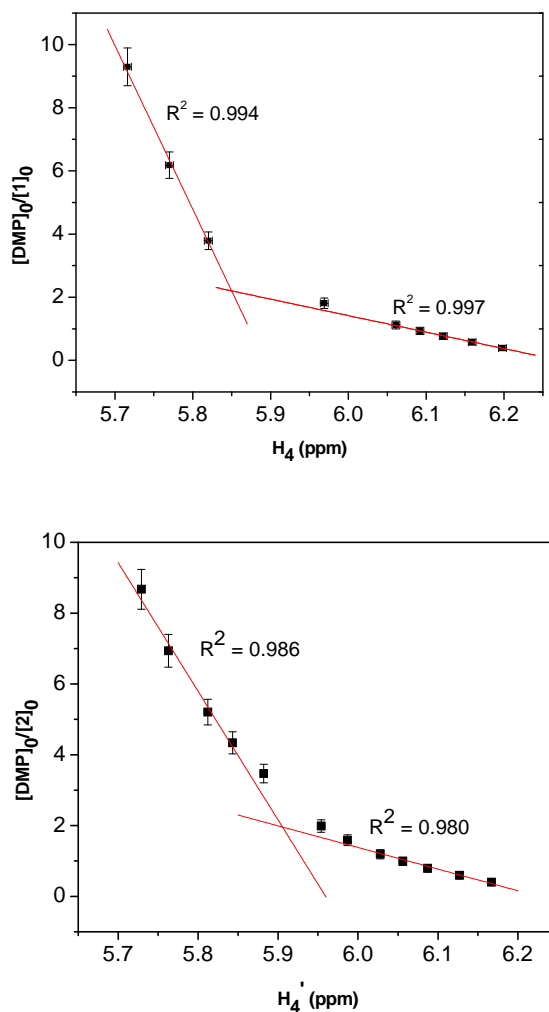 10
8
6
4
2
0
[DMP]₀/[1]₀
R² = 0.994
R² = 0.997
5.7 5.8 5.9 6.0 6.1 6.2
H₄ (ppm)
10
8
6
4
2
0
[DMP]₀/[2]₀
R² = 0.986
R² = 0.980
5.7 5.8 5.9 6.0 6.1 6.2
H₄' (ppm)